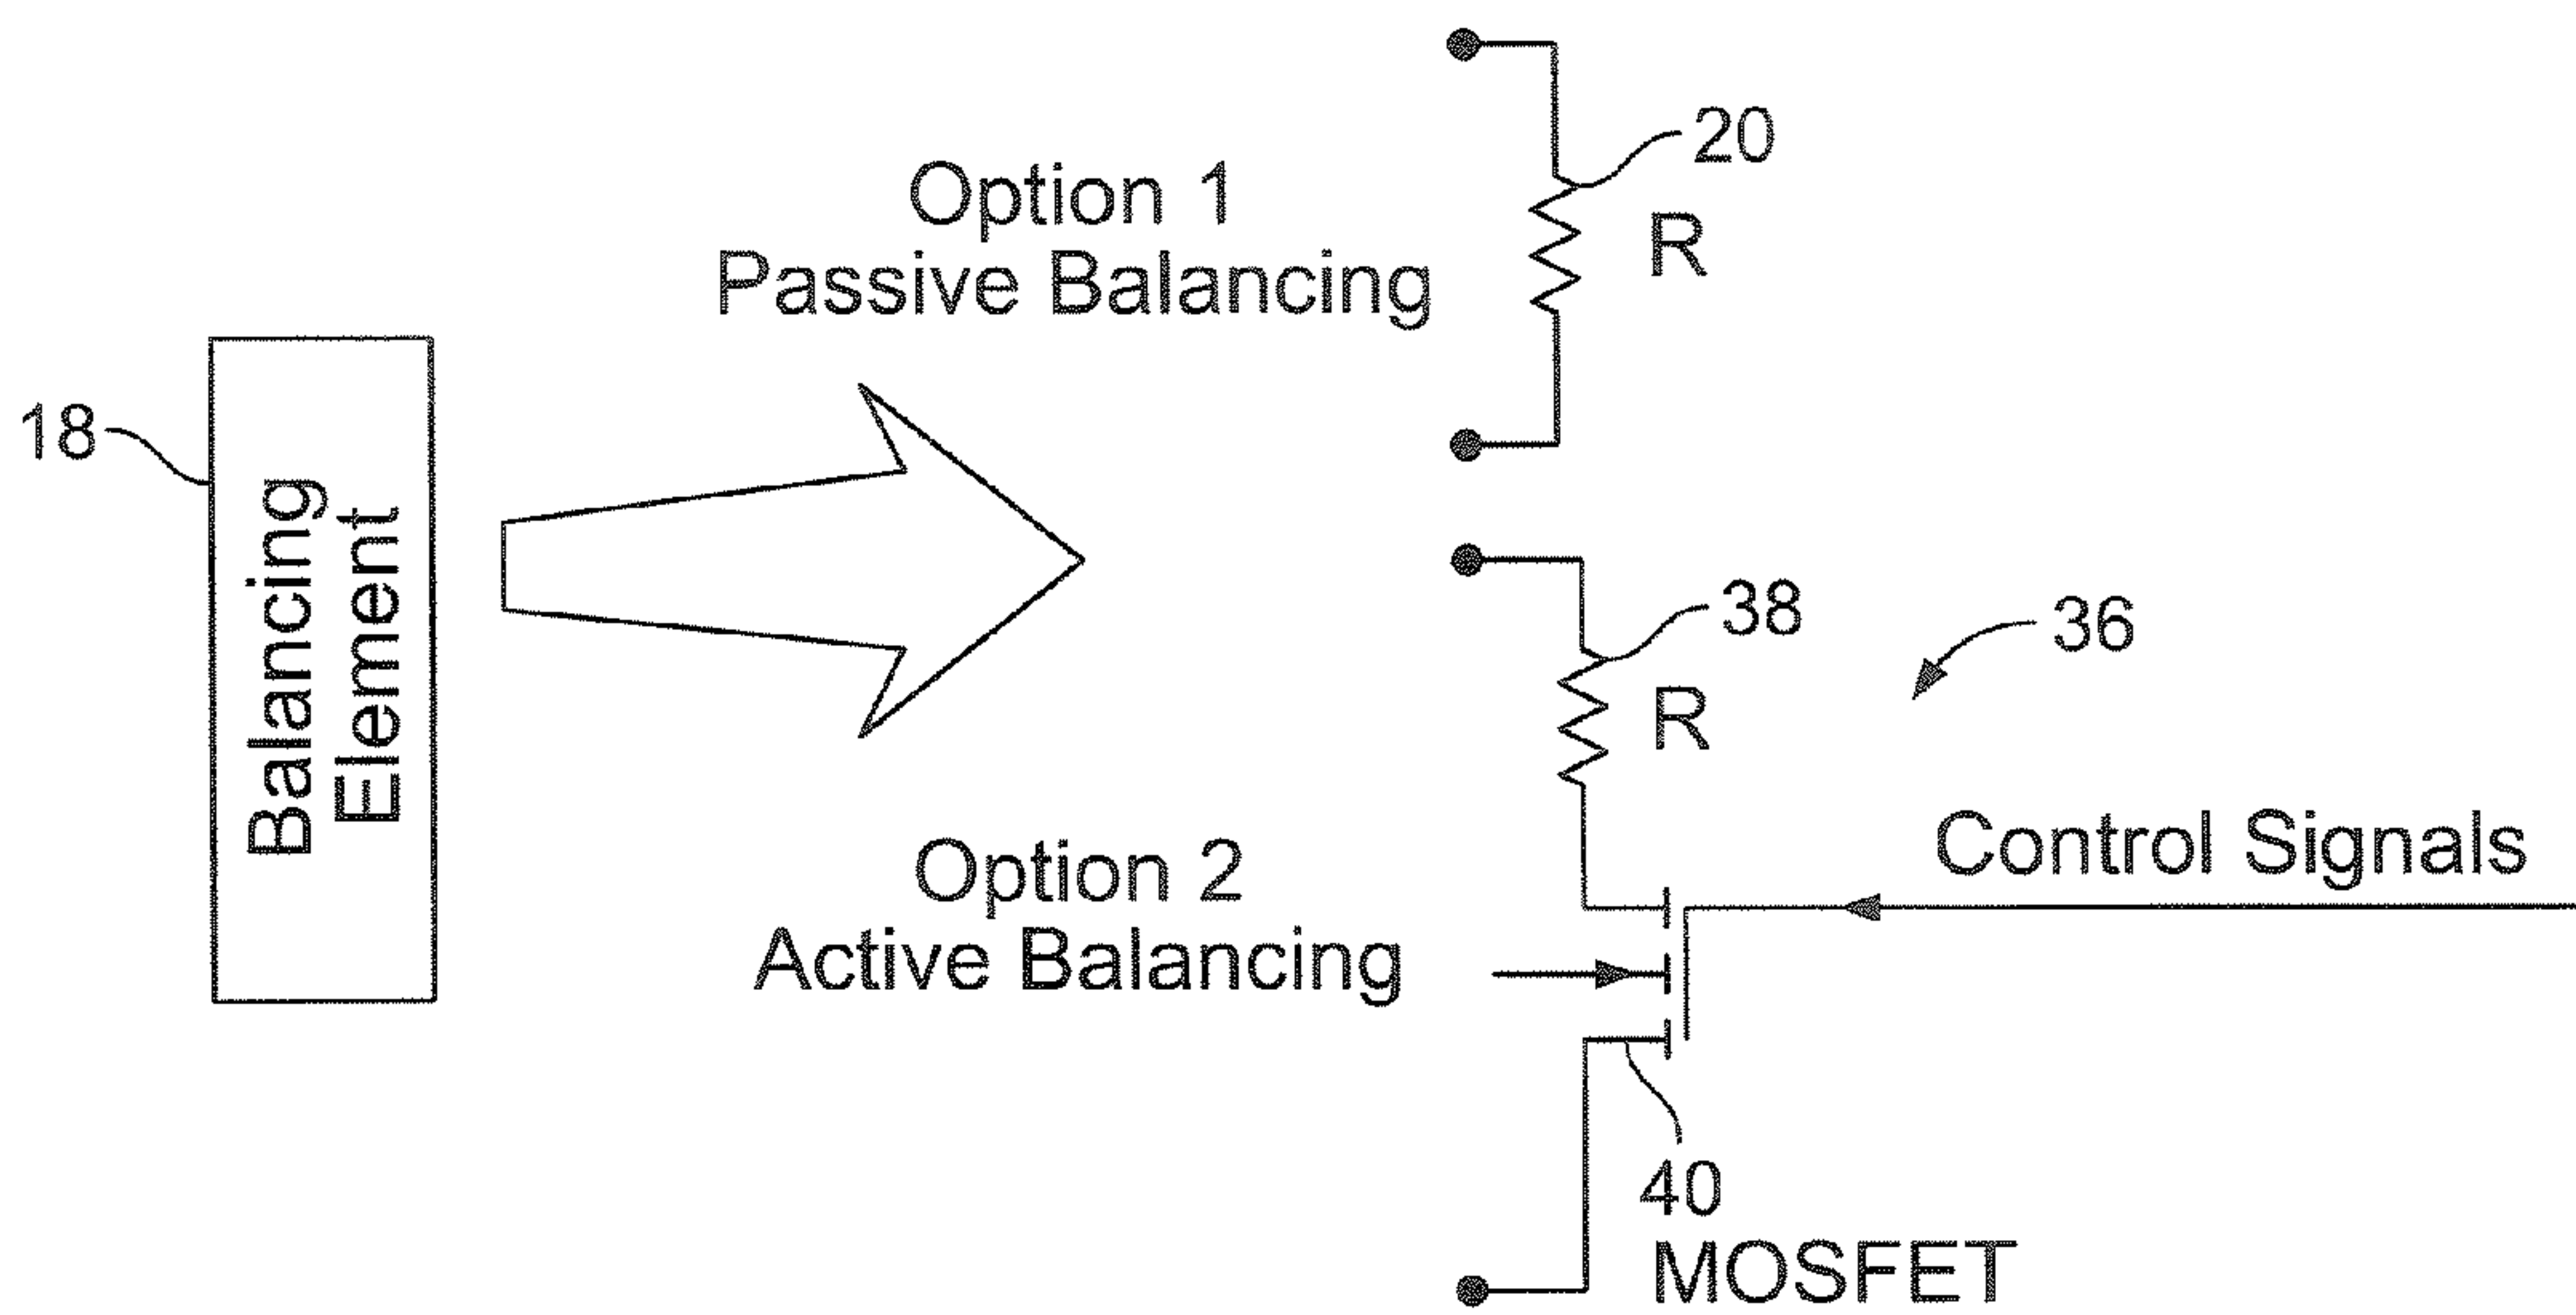 18
Balancing
Element
Option 1
Passive Balancing
20
R
38
R
36
Option 2
Active Balancing
Control Signals
40
MOSFET